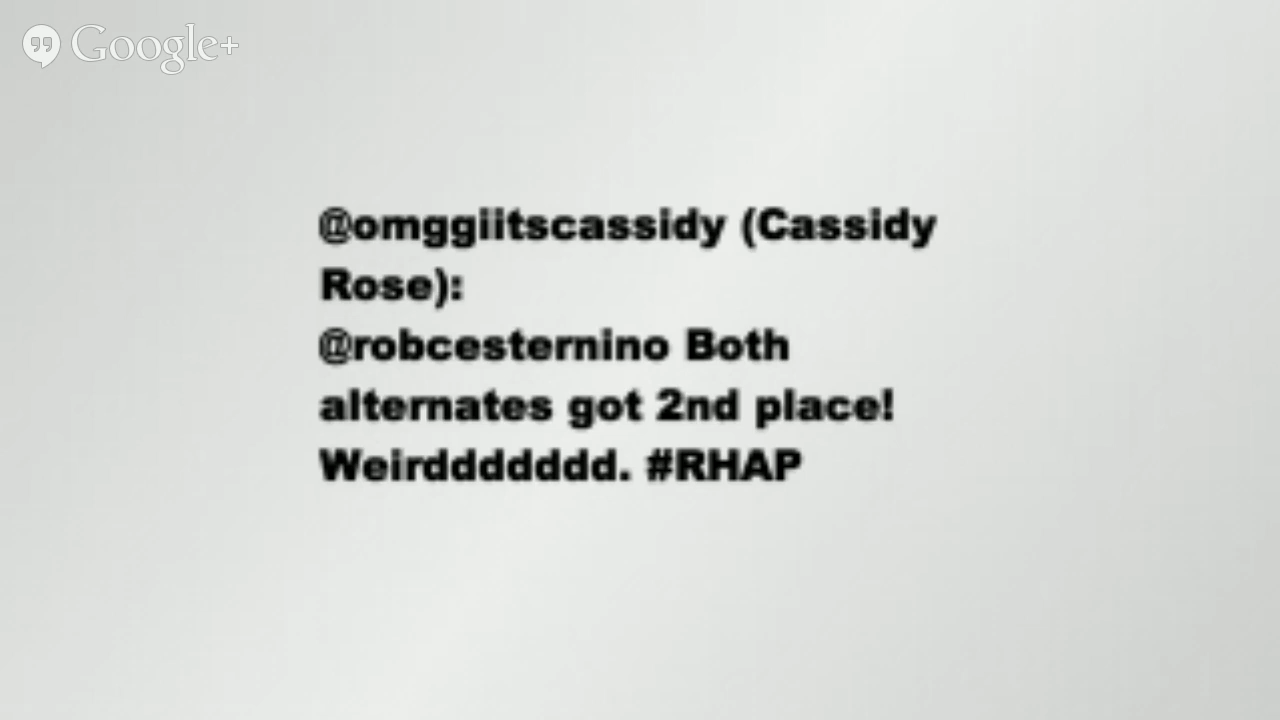 Google+
@omggiitscassidy (Cassidy
Rose):
@robcesternino Both
alternates got 2nd place!
Weirddddddd. #RHAP